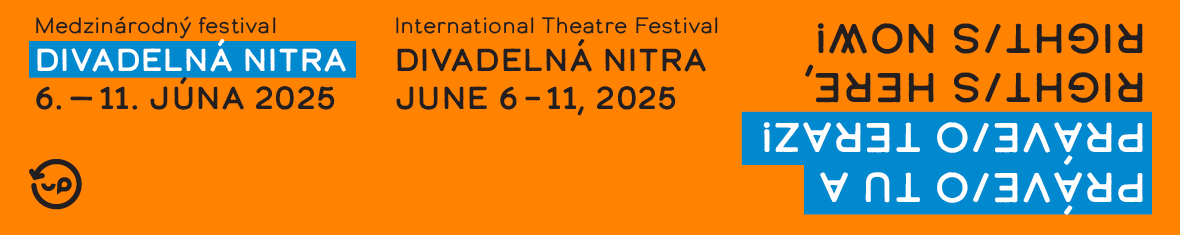 Medzinárodný festival
DIVADELNÁ NITRA
6. – 11. JÚNA 2025
International Theatre Festival
DIVADELNÁ NITRA
JUNE 6 – 11, 2025
PRÁVE/O TU A
PRÁVE/O TERAZ!
RIGHT/S HERE,
RIGHT/S NOW!
up